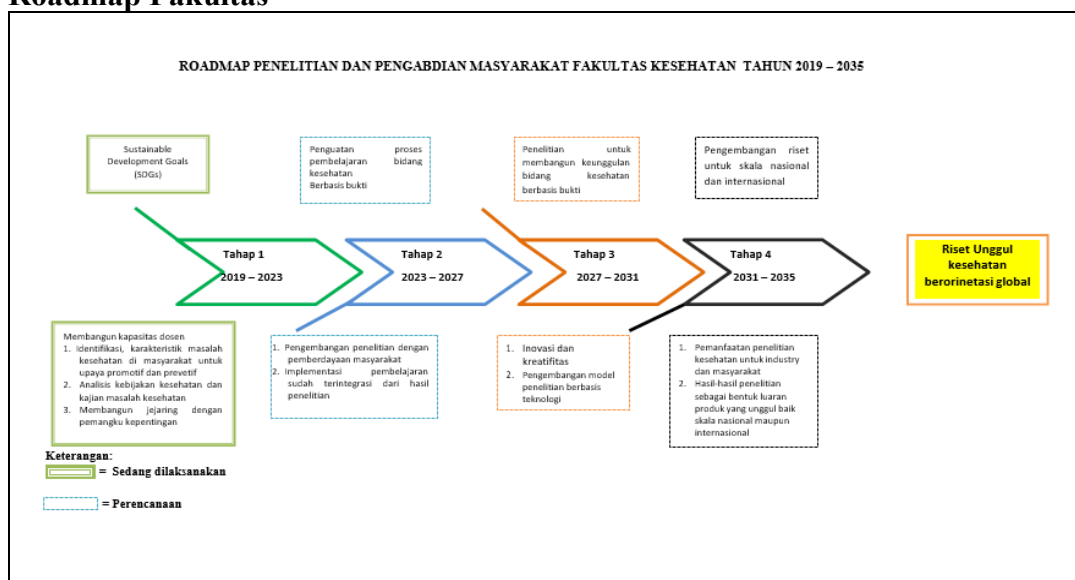 Roadmap Fakultas
ROADMAP PENELITIAN DAN PENGABDIAN MASYARAKAT FAKULTAS KESEHATAN TAHUN 2019 – 2035
Sustainable
Development Goals
(SDGs)
Penguatan proses
pembelajaran bidang
kesehatan
Berbasis bukti
Penelitian untuk
membangun keunggulan
bidang kesehatan
berbasis bukti
Pengembangan riset
untuk skala nasional
dan internasional
Tahap 1
2019 – 2023
Tahap 2
2023 – 2027
Tahap 3
2027 – 2031
Tahap 4
2031 – 2035
Riset Unggul
kesehatan
berorinetasi global
Membangun kapasitas dosen
1. Identifikasi, karakteristik masalah
kesehatan di masyarakat untuk
upaya promotif dan prevetif
2. Analisis kebijakan kesehatan dan
kajian masalah kesehatan
3. Membangun jejaring dengan
pemangku kepentingan
1. Pengembangan penelitian dengan
pemberdayaan masyarakat
2. Implementasi pembelajaran
sudah terintegrasi dari hasil
penelitian
1. Inovasi dan
kreatifitas
2. Pengembangan model
penelitian berbasis
teknologi
1. Pemanfaatan penelitian
kesehatan untuk industry
dan masyarakat
2. Hasil-hasil penelitian
sebagai bentuk luaran
produk yang unggul baik
skala nasional maupun
internasional
Keterangan:
= Sedang dilaksanakan
= Perencanaan